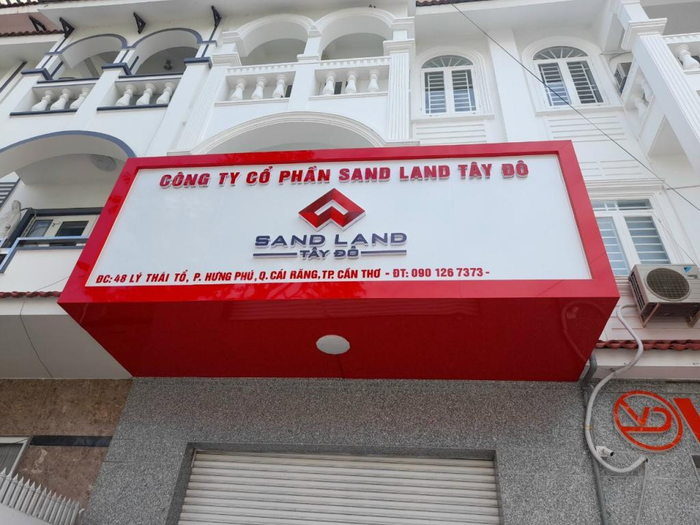 CÔNG TY CỔ PHẦN SAND LAND TÂY ĐÔ
SAND LAND
TÂY ĐÔ
ĐC: 48 LÝ THÁI TỔ, P. HƯNG PHÚ, Q. CÁI RĂNG, TP. CẦN THƠ - ĐT: 090 126 7373 -